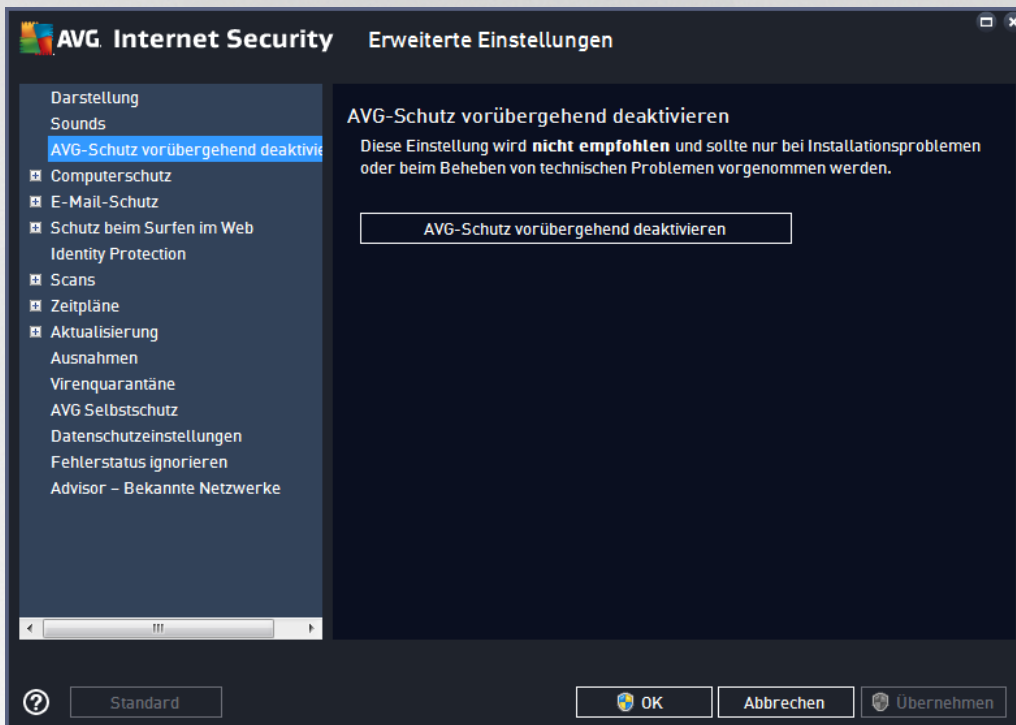 AVG Internet Security Erweiterte Einstellungen
Darstellung
Sounds
AVG-Schutz vorübergehend deaktivie
Computerschutz
E-Mail-Schutz
Schutz beim Surfen im Web
Identity Protection
Scans
Zeitpläne
Aktualisierung
Ausnahmen
Virenquarantäne
AVG Selbstschutz
Datenschutzeinstellungen
Fehlerstatus ignorieren
Advisor – Bekannte Netzwerke
AVG-Schutz vorübergehend deaktivieren
Diese Einstellung wird nicht empfohlen und sollte nur bei Installationsproblemen
oder beim Beheben von technischen Problemen vorgenommen werden.
AVG-Schutz vorübergehend deaktivieren
Standard
OK
Abbrechen
Übernehmen